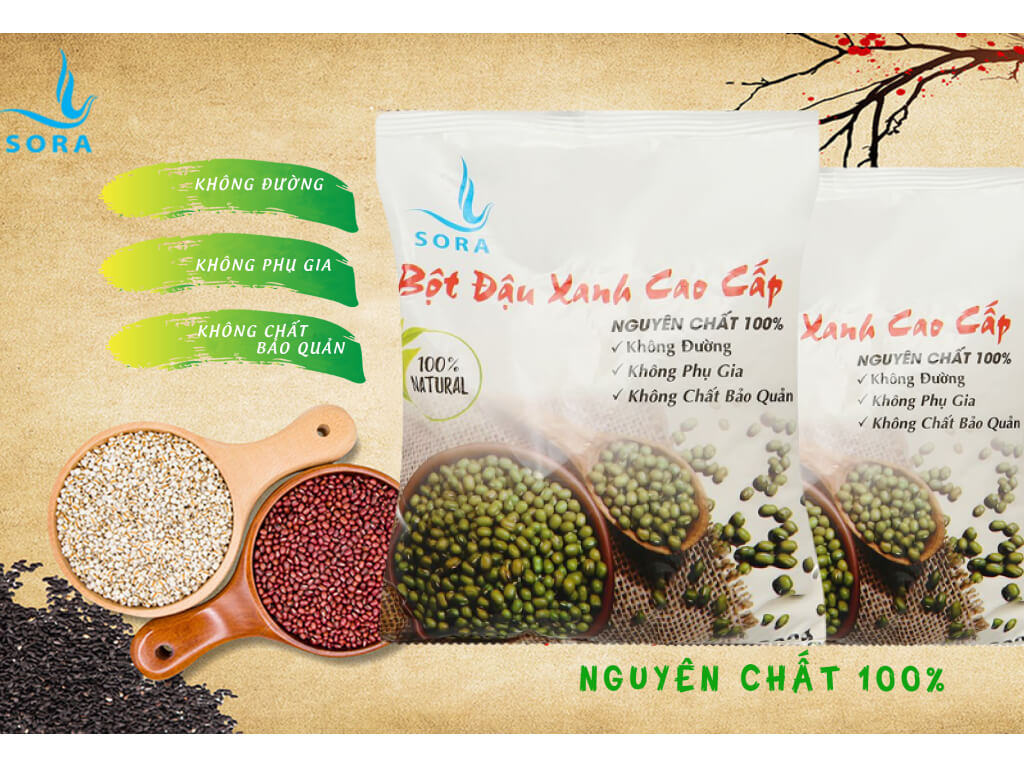 SORA
KHÔNG ĐƯỜNG
KHÔNG PHỤ GIA
KHÔNG CHẤT
BẢO QUẢN
SORA
Bột Đậu Xanh Cao Cấp
NGUYÊN CHẤT 100%
✓ Không Đường
✓ Không Phụ Gia
✓ Không Chất Bảo Quản
100%
NATURAL
Xanh Cao Cấp
NGUYÊN CHẤT 100%
✓ Không Đường
✓ Không Phụ Gia
✓ Không Chất Bảo Quản
NGUYÊN CHẤT 100%